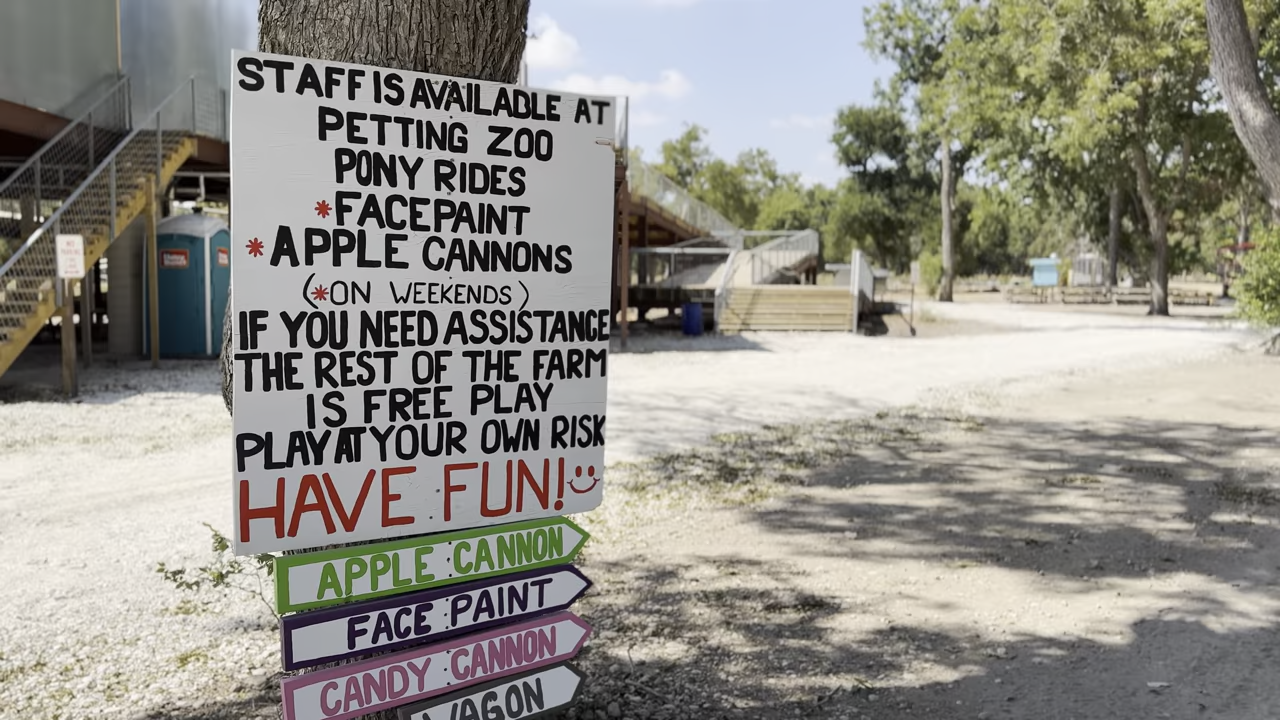 STAFF IS AVAILABLE AT
PETTING ZOO
PONY RIDES
*FACEPAINT
*APPLE CANNONS
(*ON WEEKENDS)
IF YOU NEED ASSISTANCE
THE REST OF THE FARM
IS FREE PLAY
PLAY AT YOUR OWN RISK
HAVE FUN!
APPLE CANNON
FACE PAINT
CANDY CANNON
WAGON